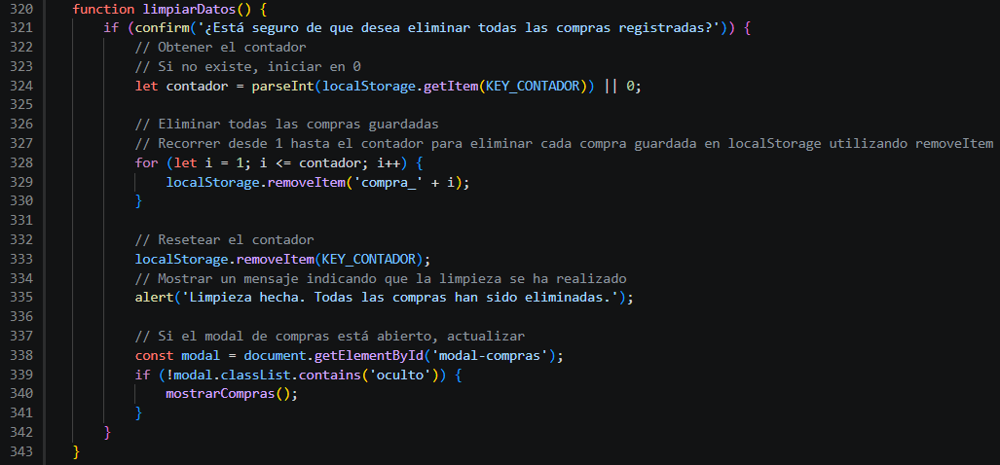 320 function limpiarDatos() {
321     if (confirm('¿Está seguro de que desea eliminar todas las compras registradas?')) {
322         // Obtener el contador
323         // Si no existe, iniciar en 0
324         let contador = parseInt(localStorage.getItem(KEY_CONTADOR)) || 0;
325
326         // Eliminar todas las compras guardadas
327         // Recorrer desde 1 hasta el contador para eliminar cada compra guardada en localStorage utilizando removeItem
328         for (let i = 1; i <= contador; i++) {
329             localStorage.removeItem('compra_' + i);
330         }
331
332         // Resetear el contador
333         localStorage.removeItem(KEY_CONTADOR);
334         // Mostrar un mensaje indicando que la limpieza se ha realizado
335         alert('Limpieza hecha. Todas las compras han sido eliminadas.');
336
337         // Si el modal de compras está abierto, actualizar
338         const modal = document.getElementById('modal-compras');
339         if (!modal.classList.contains('oculto')) {
340             mostrarCompras();
341         }
342     }
343 }